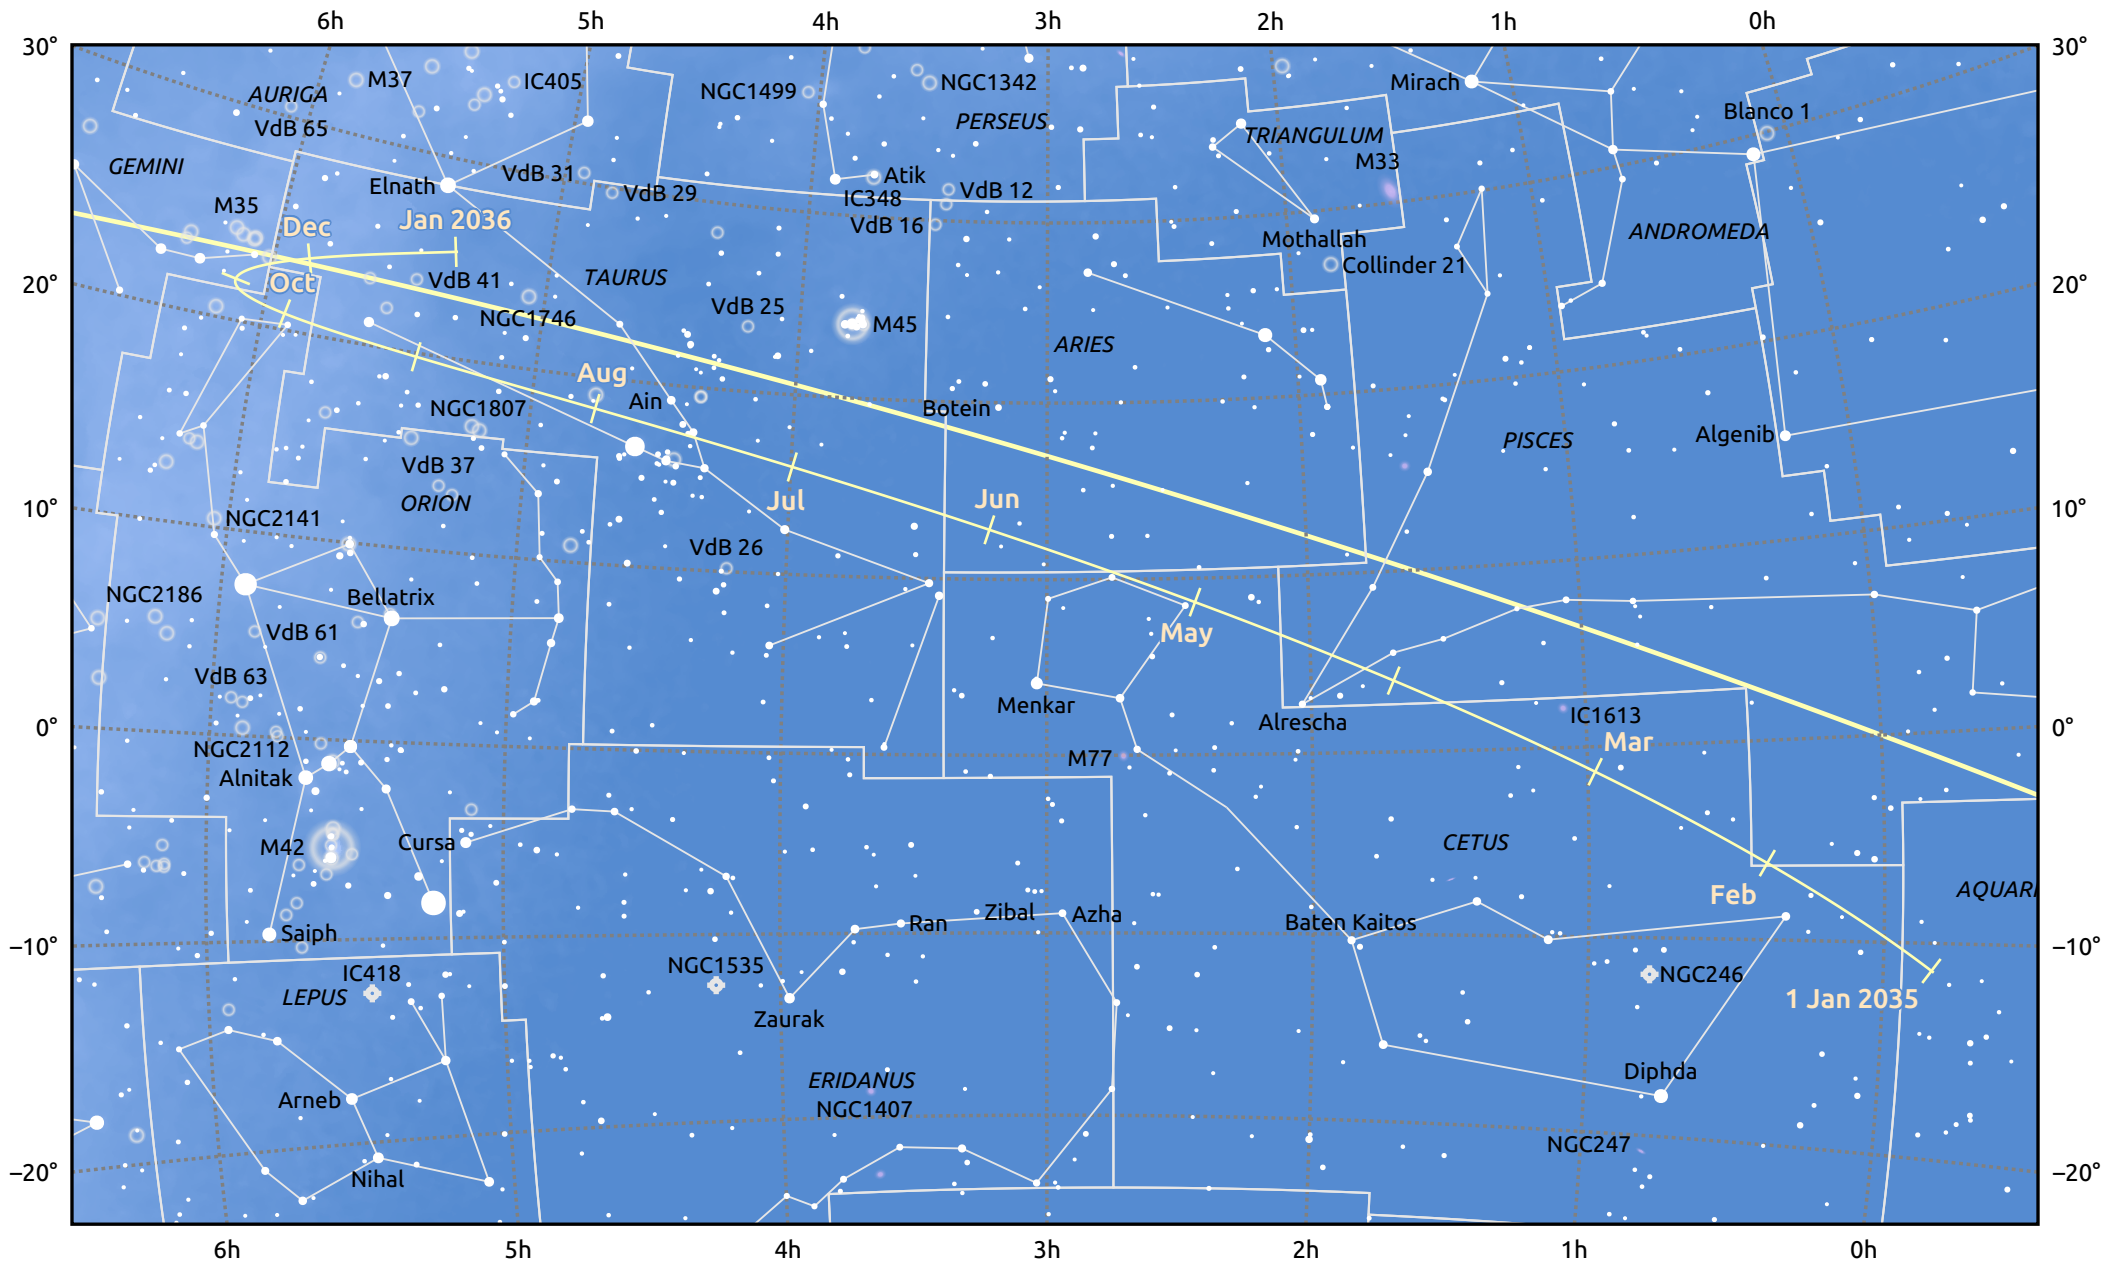 6h 5h 4h 3h 2h 1h 0h
30° 30°
M37 IC405 NGC1499 NGC1342 Mirach
AURIGA
Blanco 1
VdB 65 PERSEUS TRIANGULUM
GEMINI M33
VdB 31 Atik
Elnath VdB 29 IC348 VdB 12
M35 VdB 16
Dec Jan 2036 Mothallah ANDROMEDA
Collinder 21
20° Oct VdB 41 TAURUS 20°
VdB 25
NGC1746 M45
ARIES
Aug
Ain
NGC1807 Botein
PISCES Algenib
VdB 37
ORION Jul Jun
10° 10°
NGC2141
VdB 26
NGC2186 Bellatrix
VdB 61 May
VdB 63
Menkar Alrescha IC1613
0° 0°
NGC2112 M77 Mar
Alnitak
M42 Cursa CETUS
Feb AQUARI
Saiph Ran Zibal Azha Baten Kaitos
−10° −10°
IC418 NGC1535 NGC246
LEPUS 1 Jan 2035
Zaurak
Diphda
Arneb ERIDANUS
NGC1407
NGC247
−20° Nihal −20°
6h 5h 4h 3h 2h 1h 0h